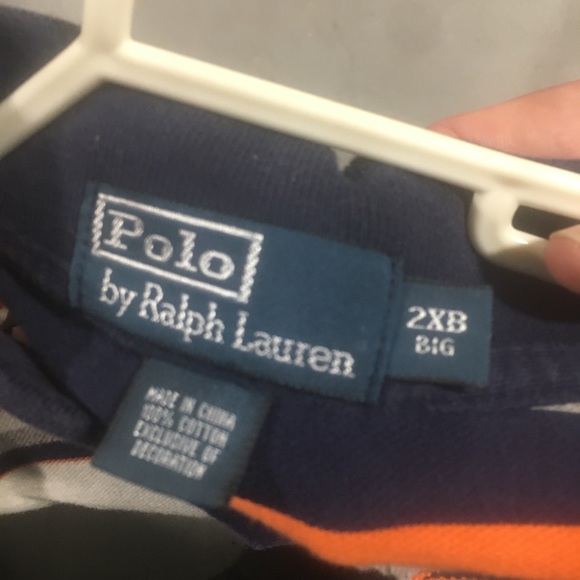 Polo
by Ralph Lauren
2XB
BIG
MADE IN CHINA
100% COTTON
EXCLUSIVE OF
DECORATION